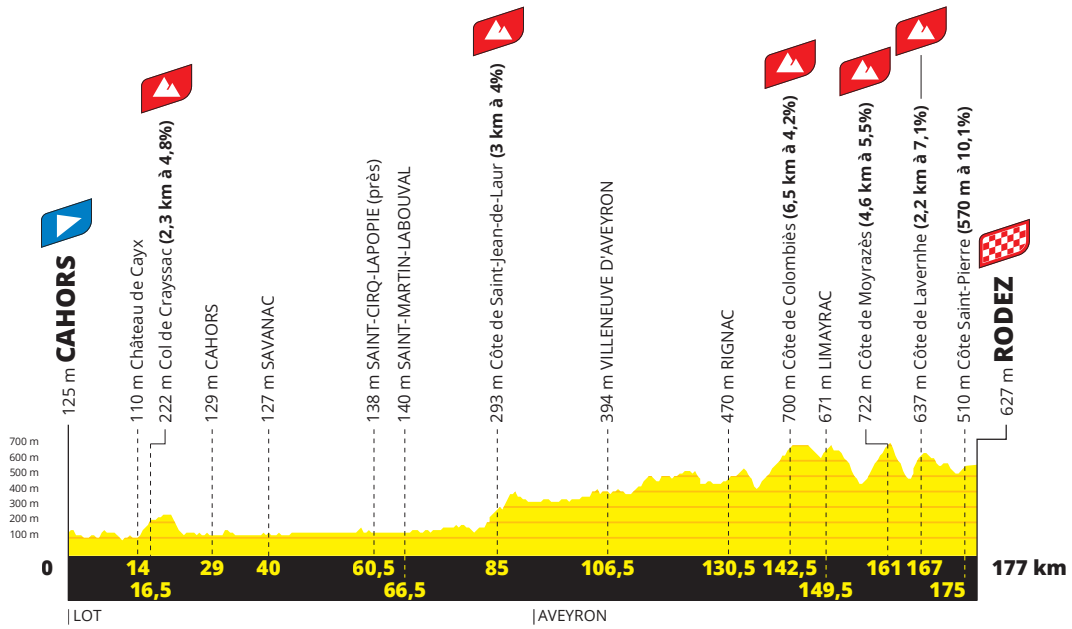 125 m CAHORS
110 m Château de Cayx
222 m Col de Crayssac (2,3 km à 4,8%)
129 m CAHORS
127 m SAVANAC
138 m SAINT-CIRQ-LAPOPIE (près)
140 m SAINT-MARTIN-LABOUVAL
293 m Côte de Saint-Jean-de-Laur (3 km à 4%)
394 m VILLENEUVE D'AVEYRON
470 m RIGNAC
700 m Côte de Colombiès (6,5 km à 4,2%)
671 m LIMAYRAC
722 m Côte de Moyrazès (4,6 km à 5,5%)
637 m Côte de Lavernhe (2,2 km à 7,1%)
510 m Côte Saint-Pierre (570 m à 10,1%)
627 m RODEZ
700 m
600 m
500 m
400 m
300 m
200 m
100 m
0 14 29 40 60,5 85 106,5 130,5 142,5 161 167 177 km
16,5 66,5 149,5 175
LOT AVEYRON